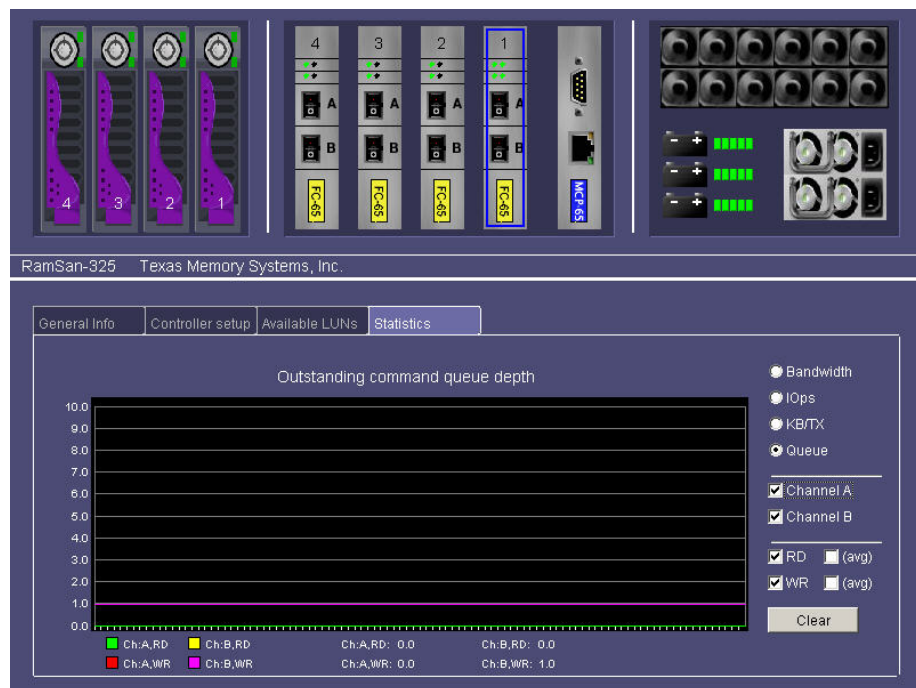 4 3 2 1
4 3 2 1
A A A A
B B B B
FC-65 FC-65 FC-65 FC-65 MCP-65
- +
- +
- +
RamSan-325 Texas Memory Systems, Inc.
General Info Controller setup Available LUNs Statistics
Outstanding command queue depth
10.0
9.0
8.0
7.0
6.0
5.0
4.0
3.0
2.0
1.0
0.0
Ch:A,RD Ch:B,RD Ch:A,RD: 0.0 Ch:B,RD: 0.0
Ch:A,WR Ch:B,WR Ch:A,WR: 0.0 Ch:B,WR: 1.0
Bandwidth
IOps
KB/TX
Queue
Channel A
Channel B
RD (avg)
WR (avg)
Clear